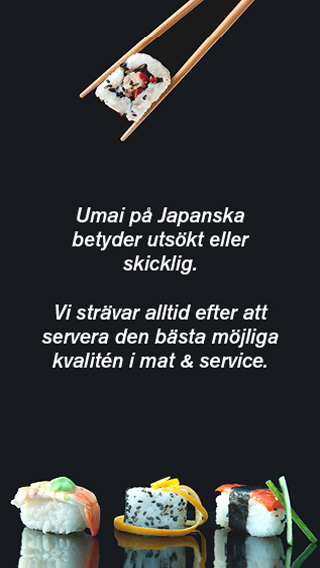 Umai på Japanska
betyder utsökt eller
skicklig.
Vi strävar alltid efter att
servera den bästa möjliga
kvalitén i mat & service.